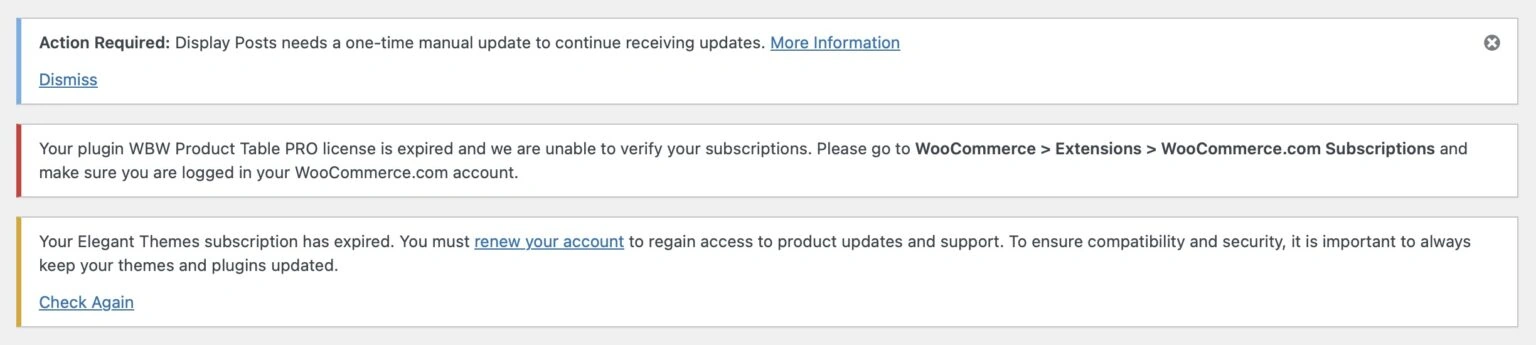 Action Required: Display Posts needs a one-time manual update to continue receiving updates. More Information
Dismiss
Your plugin WBW Product Table PRO license is expired and we are unable to verify your subscriptions. Please go to WooCommerce > Extensions > WooCommerce.com Subscriptions and
make sure you are logged in your WooCommerce.com account.
Your Elegant Themes subscription has expired. You must renew your account to regain access to product updates and support. To ensure compatibility and security, it is important to always
keep your themes and plugins updated.
Check Again